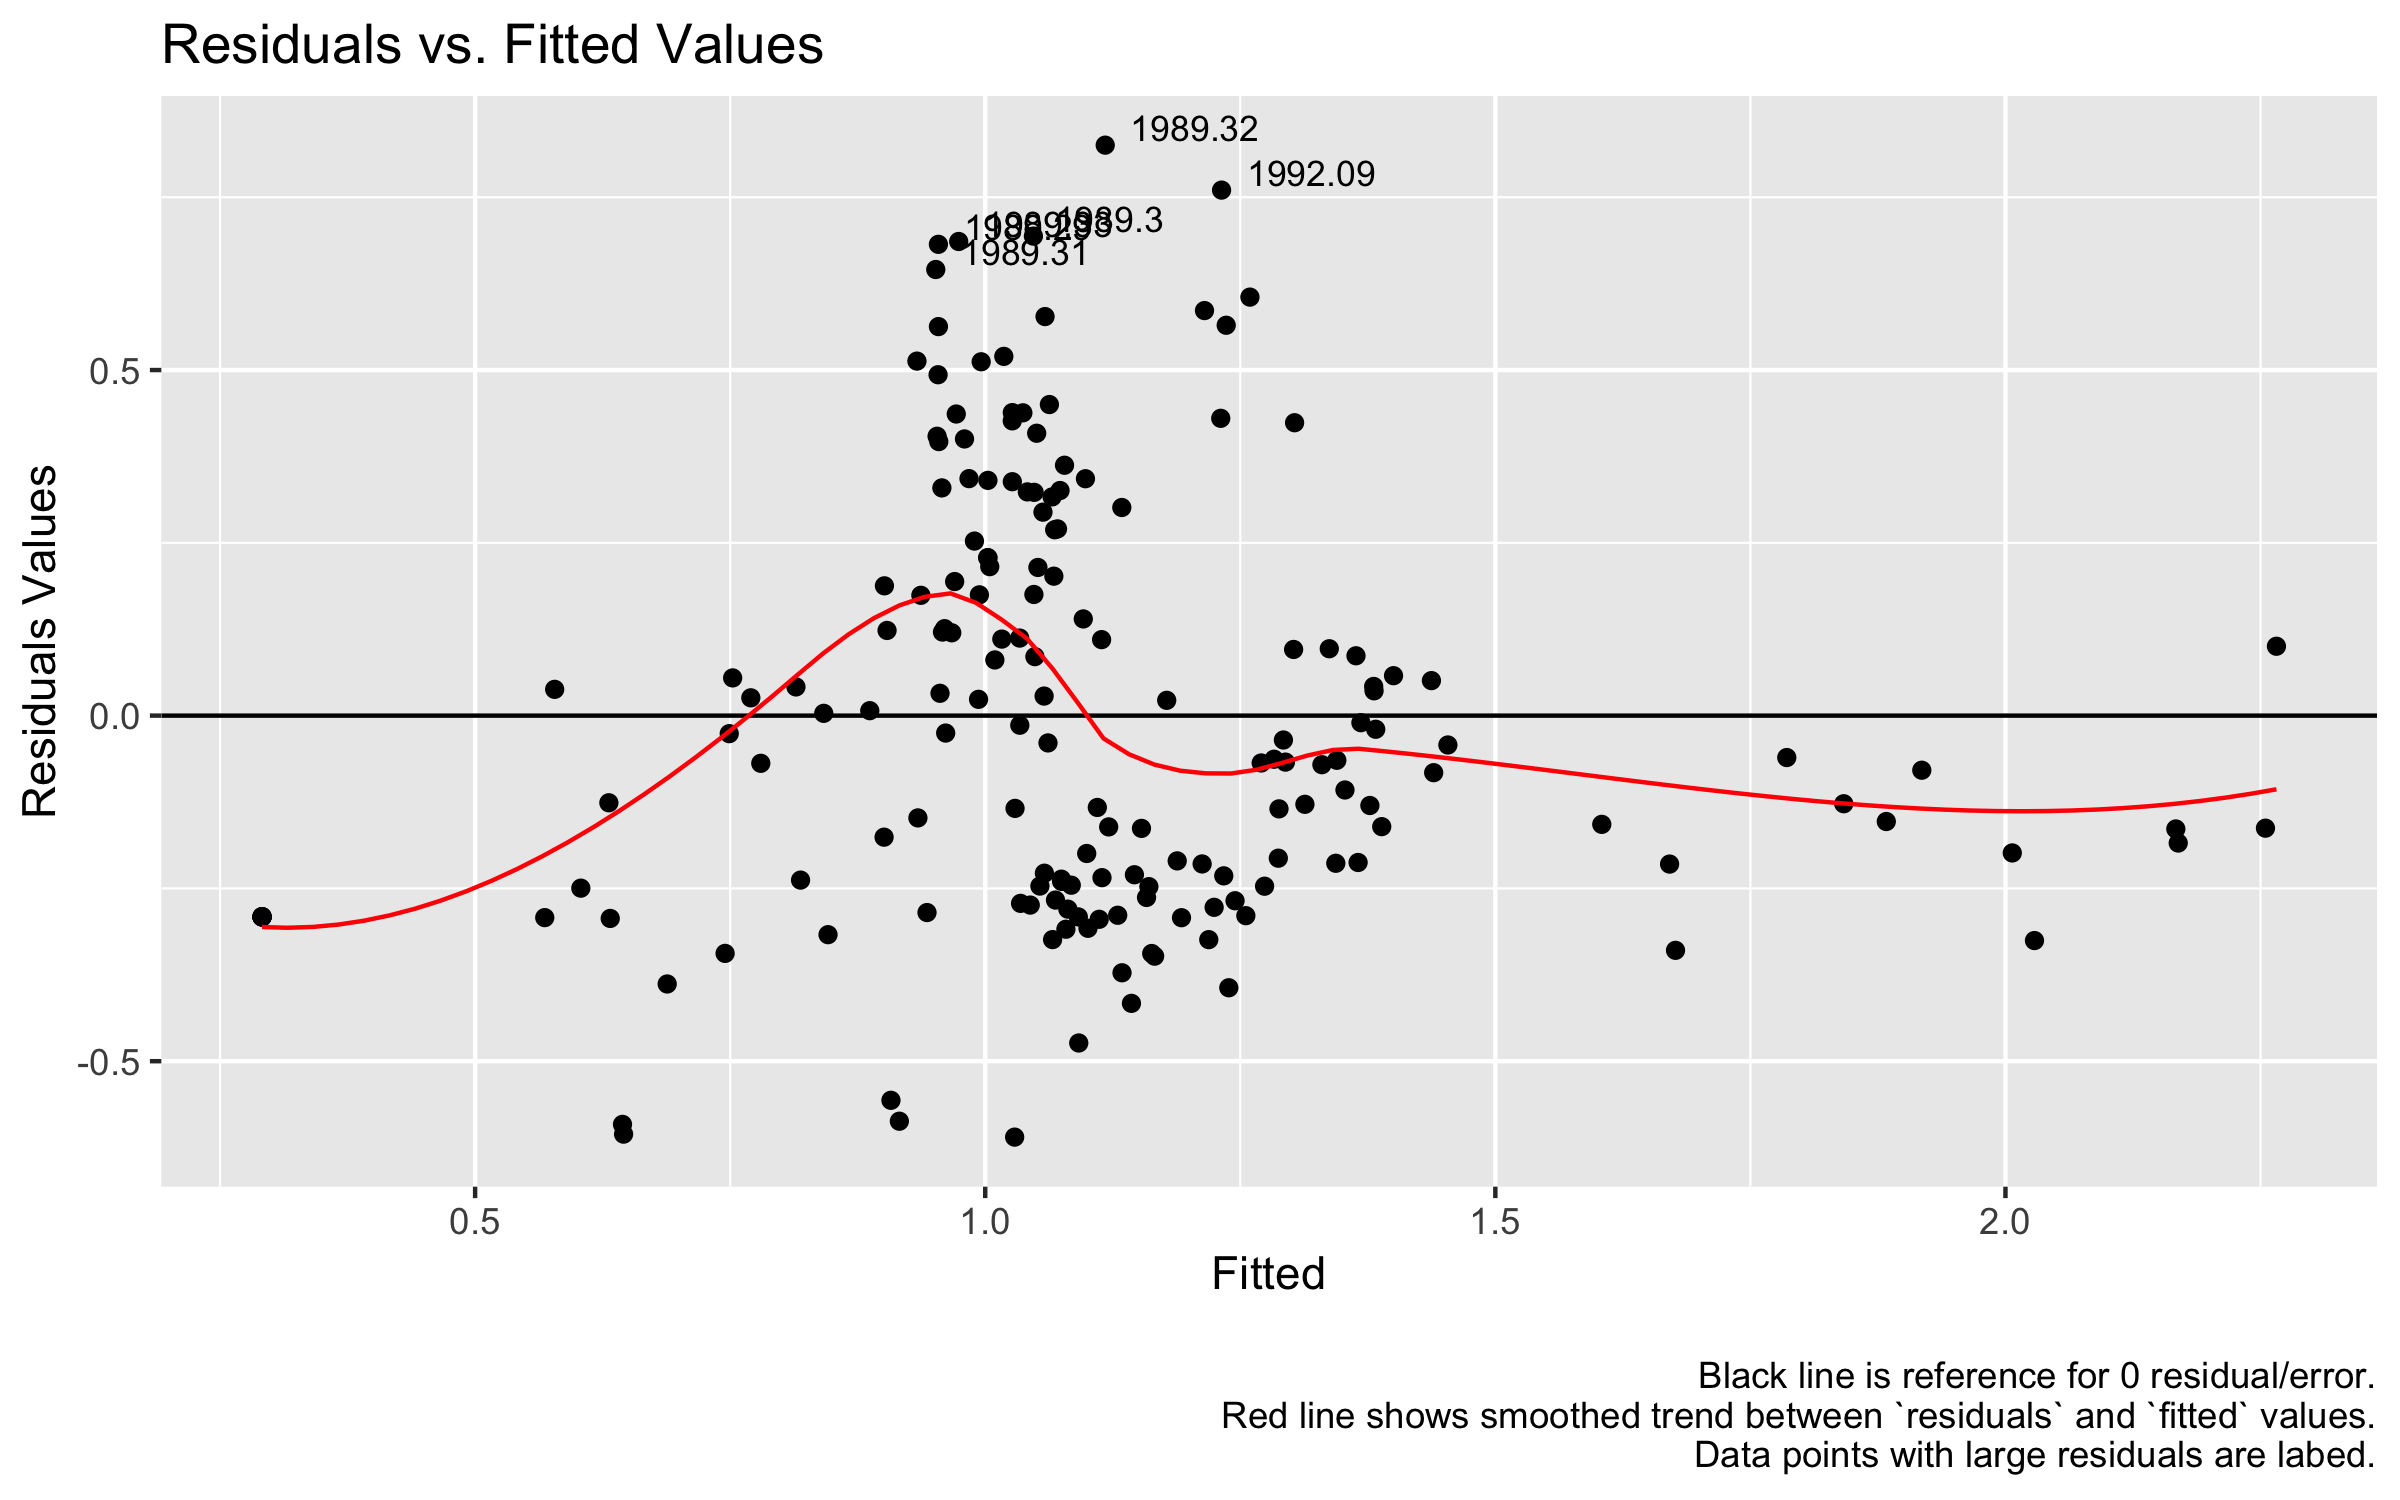 Residuals vs. Fitted Values
1989.32
1992.09
1989.3
1989.31
Residuals Values
0.5
0.0
-0.5
0.5 1.0 1.5 2.0
Fitted
Black line is reference for 0 residual/error.
Red line shows smoothed trend between `residuals` and `fitted` values.
Data points with large residuals are labed.